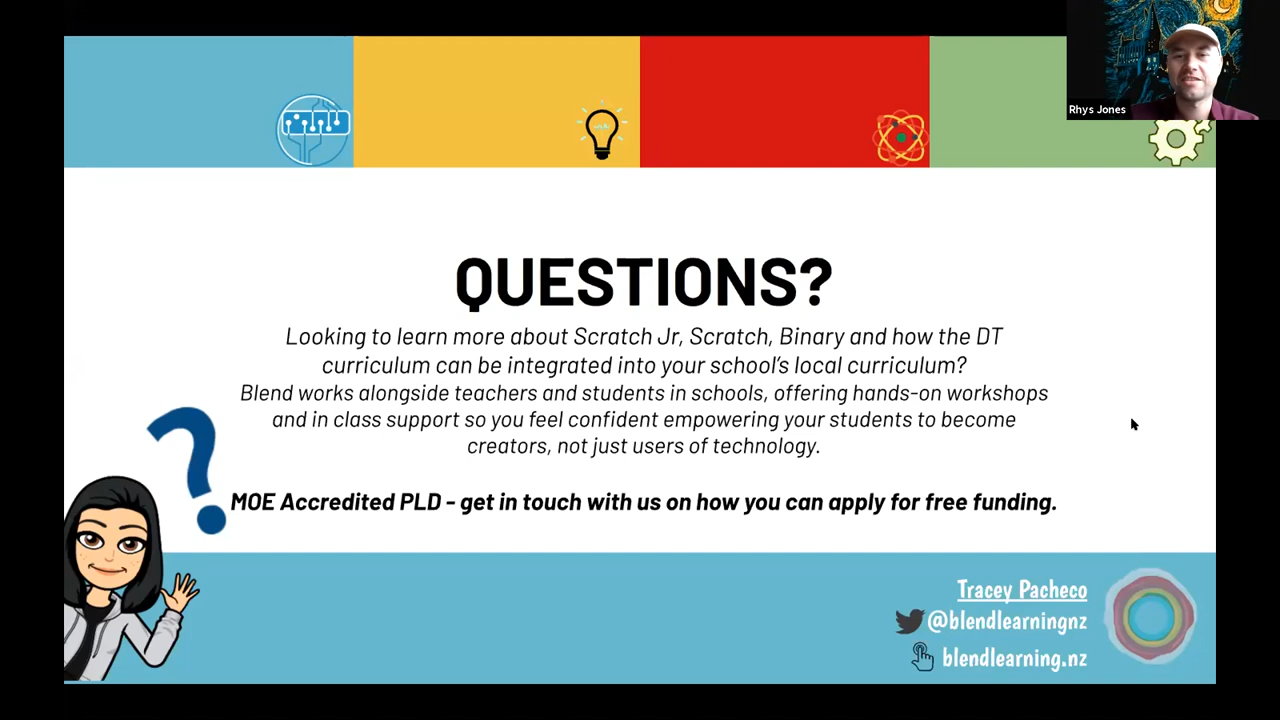 Rhys Jones
QUESTIONS?
Looking to learn more about Scratch Jr, Scratch, Binary and how the DT
curriculum can be integrated into your school's local curriculum?
Blend works alongside teachers and students in schools, offering hands-on workshops
and in class support so you feel confident empowering your students to become
creators, not just users of technology.
?
MOE Accredited PLD - get in touch with us on how you can apply for free funding.
Tracey Pacheco
@blendlearningnz
blendlearning.nz